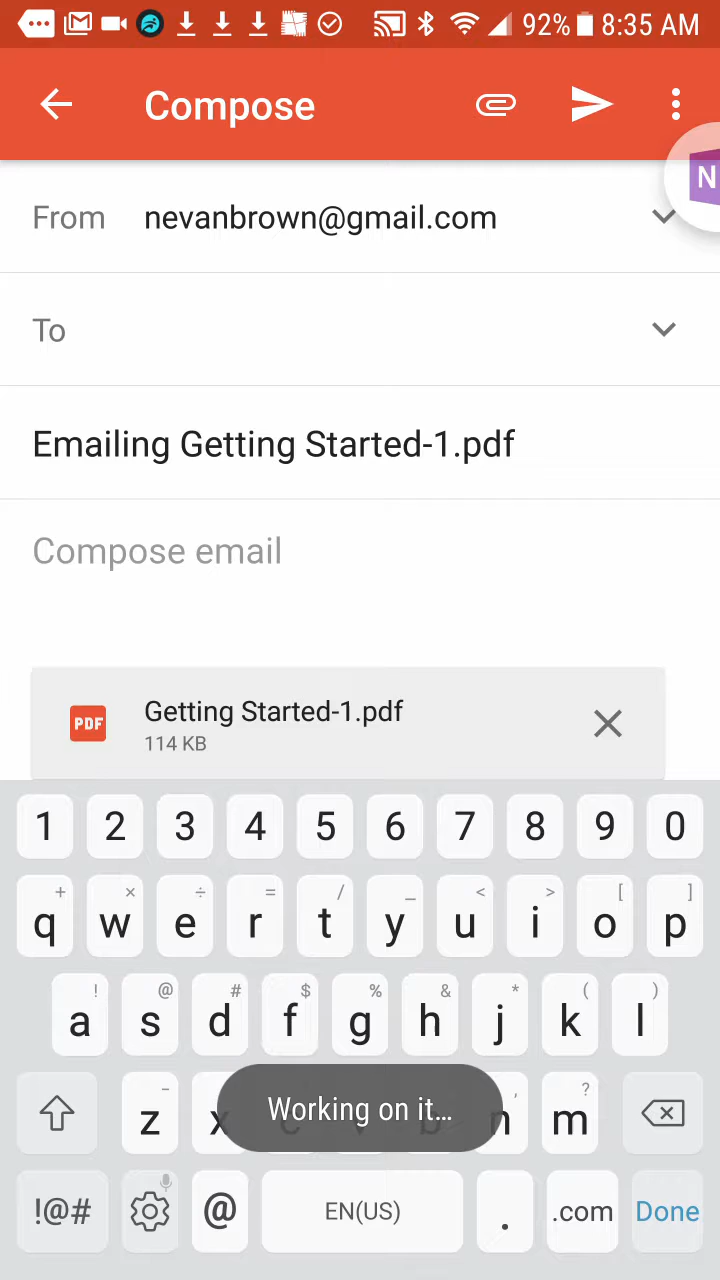 92% 8:35 AM
Compose
N
From nevanbrown@gmail.com
To
Emailing Getting Started-1.pdf
Compose email
PDF Getting Started-1.pdf
114 KB
1 2 3 4 5 6 7 8 9 0
+ × ÷ = / _ < > [ ]
q w e r t y u i o p
! @ # $ % & * ( )
a s d f g h j k l
- , ?
z x c v b n m
Working on it...
!@# @ EN(US) . .com Done